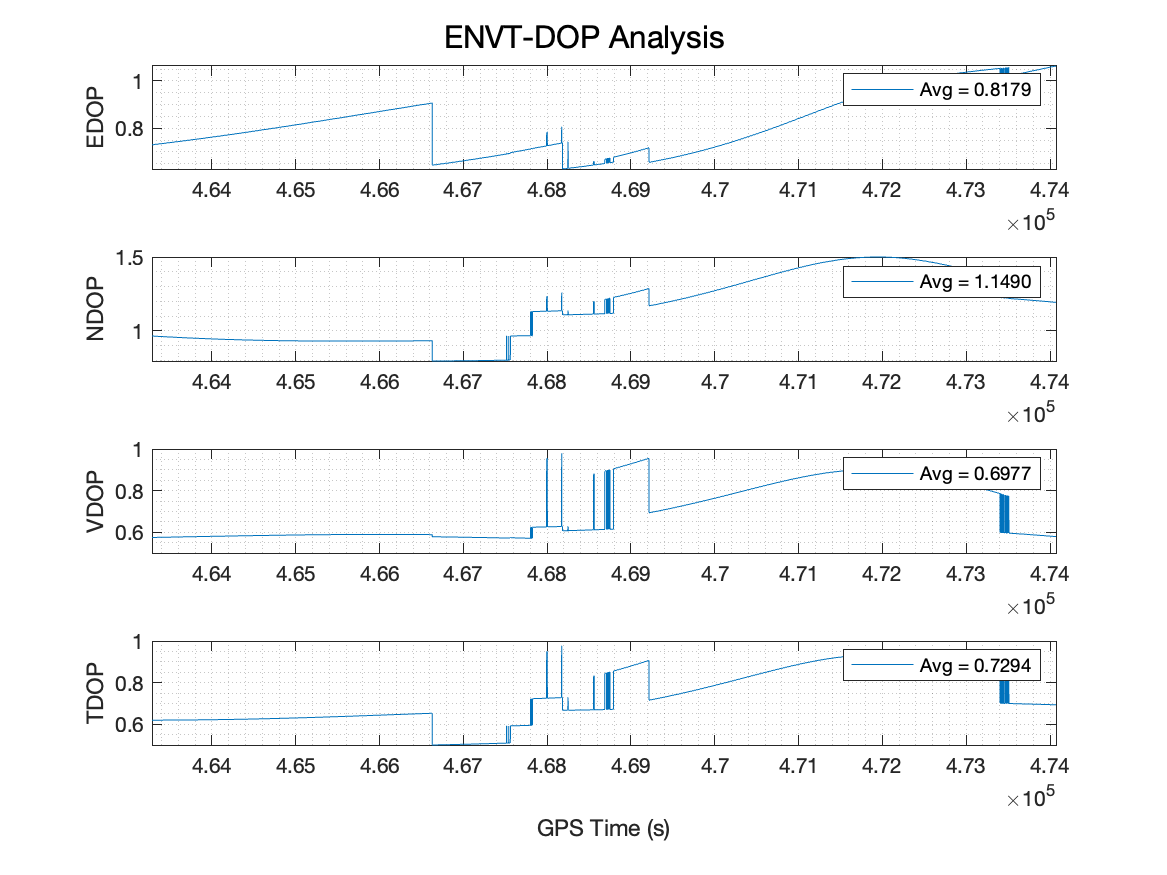 ENVT-DOP Analysis
EDOP
1
0.8
Avg = 0.8179
4.64 4.65 4.66 4.67 4.68 4.69 4.7 4.71 4.72 4.73 4.74
×10^5
NDOP
1.5
1
Avg = 1.1490
4.64 4.65 4.66 4.67 4.68 4.69 4.7 4.71 4.72 4.73 4.74
×10^5
VDOP
1
0.8
0.6
Avg = 0.6977
4.64 4.65 4.66 4.67 4.68 4.69 4.7 4.71 4.72 4.73 4.74
×10^5
TDOP
1
0.8
0.6
Avg = 0.7294
4.64 4.65 4.66 4.67 4.68 4.69 4.7 4.71 4.72 4.73 4.74
×10^5
GPS Time (s)